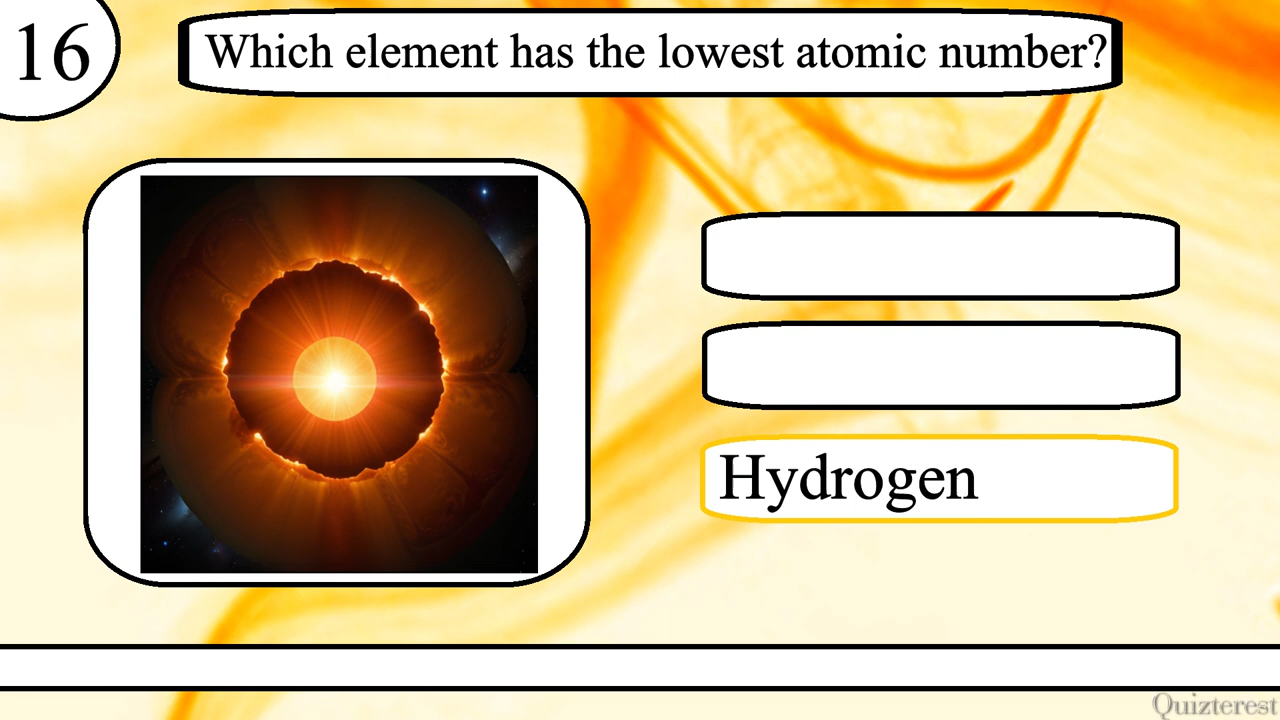 16
Which element has the lowest atomic number?
Hydrogen
Quizterest